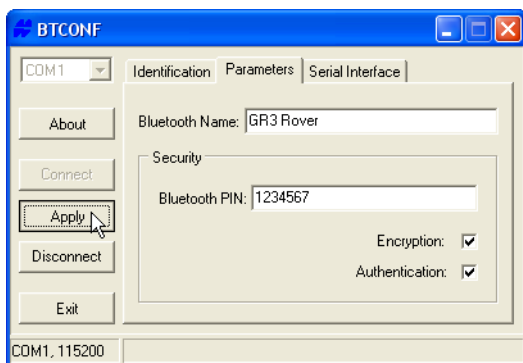 BTCONF
COM1
Identification
Parameters
Serial Interface
About
Bluetooth Name: GR3 Rover
Security
Connect
Bluetooth PIN: 1234567
Apply
Encryption:
Disconnect
Authentication:
Exit
COM1, 115200